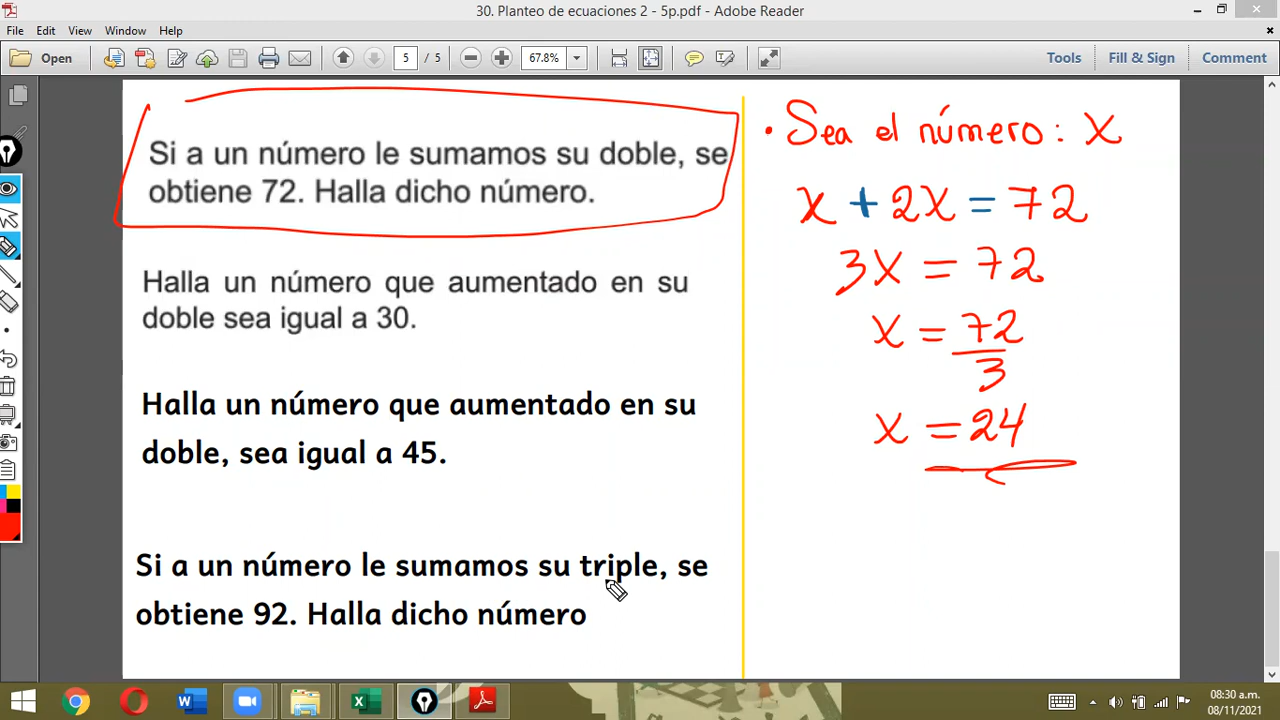 30. Planteo de ecuaciones 2 - 5p.pdf - Adobe Reader
File Edit View Window Help
Open 5 / 5 67.8% Tools Fill & Sign Comment
Si a un número le sumamos su doble, se
obtiene 72. Halla dicho número.
Halla un número que aumentado en su
doble sea igual a 30.
Halla un número que aumentado en su
doble, sea igual a 45.
Si a un número le sumamos su triple, se
obtiene 92. Halla dicho número
• Sea el número: x
x + 2x = 72
3x = 72
x = 72
3
x = 24
08:30 a.m.
08/11/2021